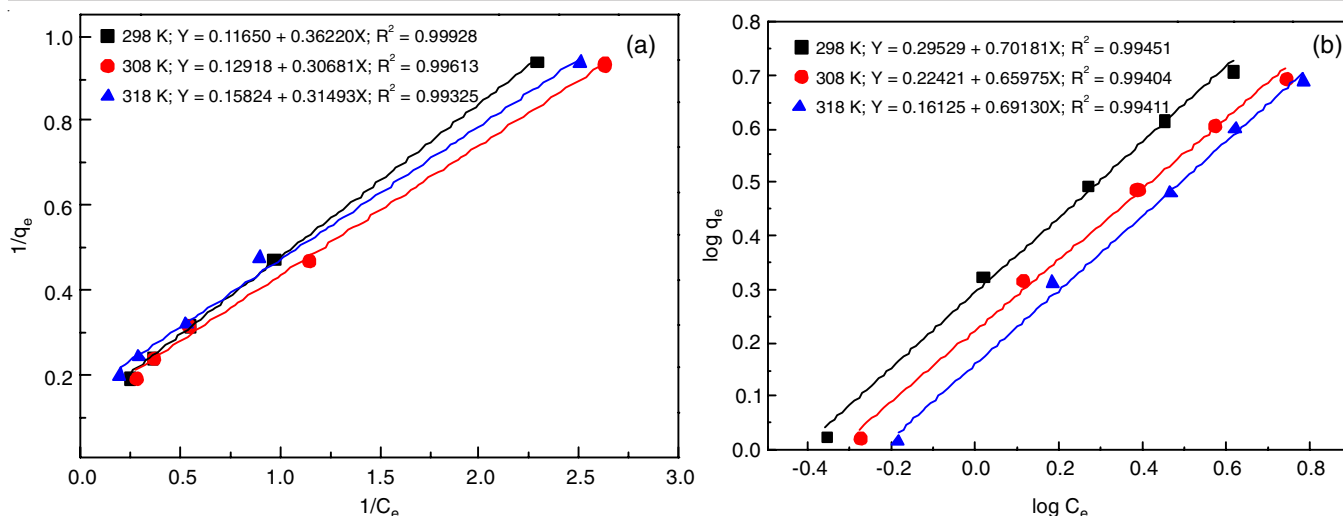 (a)
298 K; Y = 0.11650 + 0.36220X; R² = 0.99928
308 K; Y = 0.12918 + 0.30681X; R² = 0.99613
318 K; Y = 0.15824 + 0.31493X; R² = 0.99325
1.0
0.8
0.6
0.4
0.2
1/qₑ
0.0 0.5 1.0 1.5 2.0 2.5 3.0
1/Cₑ
(b)
298 K; Y = 0.29529 + 0.70181X; R² = 0.99451
308 K; Y = 0.22421 + 0.65975X; R² = 0.99404
318 K; Y = 0.16125 + 0.69130X; R² = 0.99411
0.8
0.7
0.6
0.5
0.4
0.3
0.2
0.1
0.0
log qₑ
-0.4 -0.2 0.0 0.2 0.4 0.6 0.8
log Cₑ